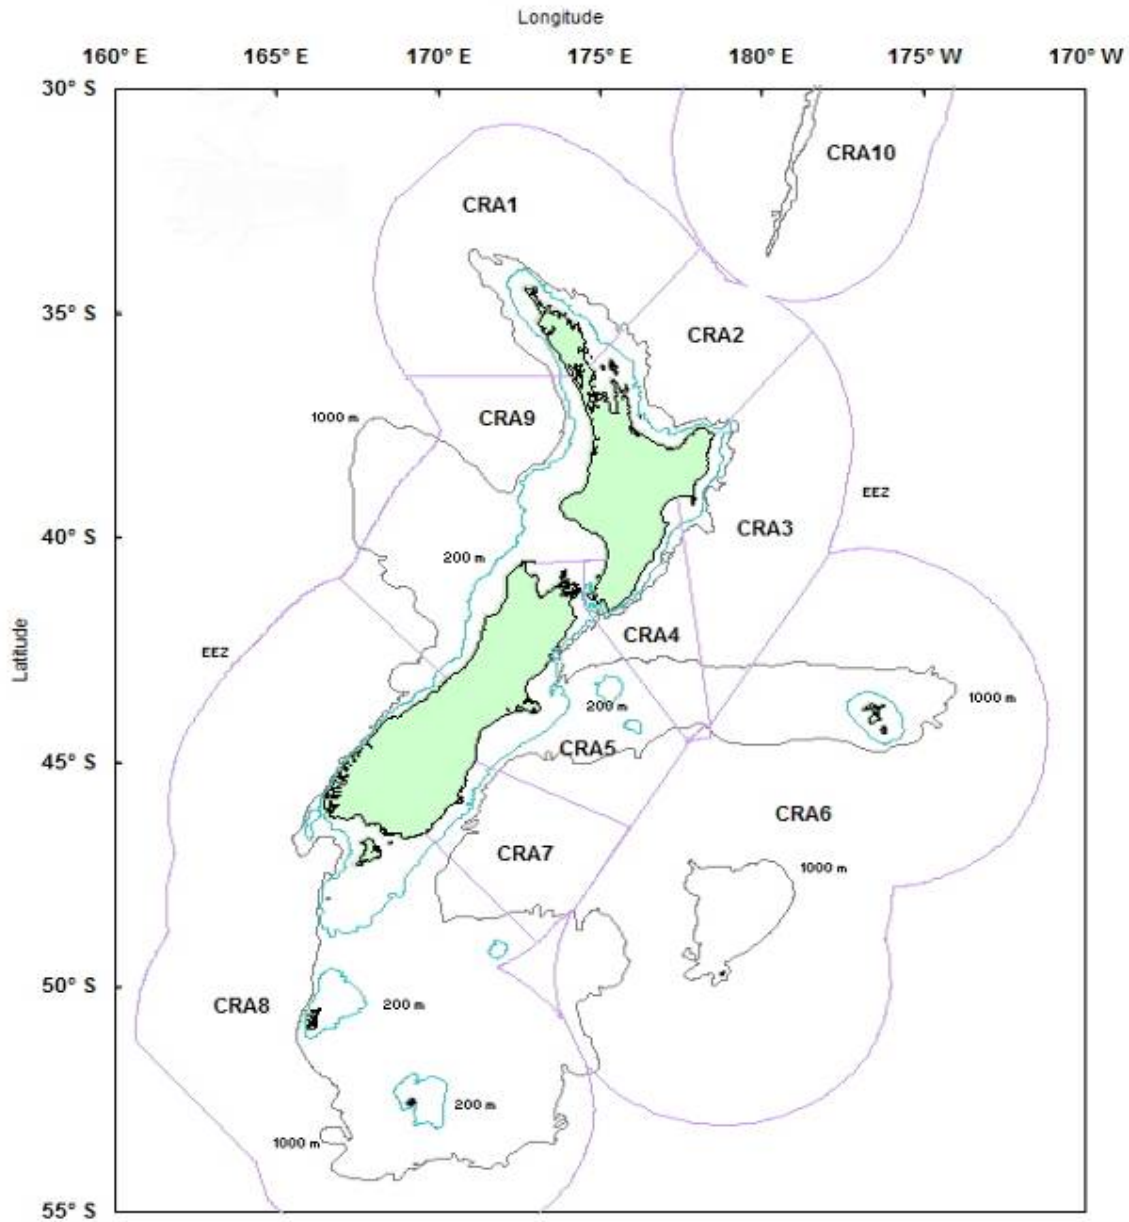 Longitude
160° E 165° E 170° E 175° E 180° E 175° W 170° W
30° S
CRA10
CRA1
35° S
CRA2
1000 m
CRA9
EEZ
CRA3
40° S
200 m
CRA4
Latitude
EEZ
200 m
1000 m
CRA5
45° S
CRA6
CRA7
1000 m
50° S
CRA8
200 m
200 m
1000 m
55° S